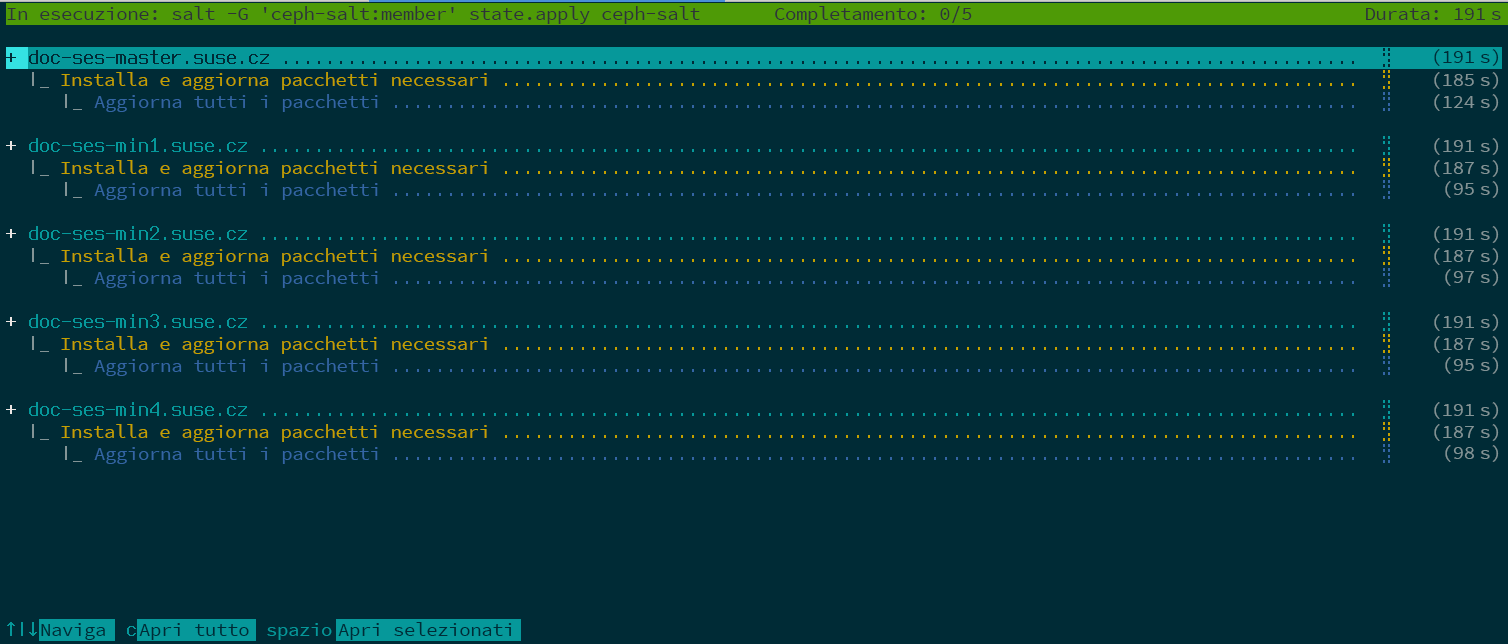 In esecuzione: salt -G 'ceph-salt:member' state.apply ceph-salt Completamento: 0/5 Durata: 191 s
+ doc-ses-master.suse.cz ........................................ (191 s)
|_ Installa e aggiorna pacchetti necessari ........................................ (185 s)
|_ Aggiorna tutti i pacchetti ........................................ (124 s)
+ doc-ses-min1.suse.cz ........................................ (191 s)
|_ Installa e aggiorna pacchetti necessari ........................................ (187 s)
|_ Aggiorna tutti i pacchetti ........................................ (95 s)
+ doc-ses-min2.suse.cz ........................................ (191 s)
|_ Installa e aggiorna pacchetti necessari ........................................ (187 s)
|_ Aggiorna tutti i pacchetti ........................................ (97 s)
+ doc-ses-min3.suse.cz ........................................ (191 s)
|_ Installa e aggiorna pacchetti necessari ........................................ (187 s)
|_ Aggiorna tutti i pacchetti ........................................ (95 s)
+ doc-ses-min4.suse.cz ........................................ (191 s)
|_ Installa e aggiorna pacchetti necessari ........................................ (187 s)
|_ Aggiorna tutti i pacchetti ........................................ (98 s)
↑|↓ Naviga c Apri tutto spazio Apri selezionati